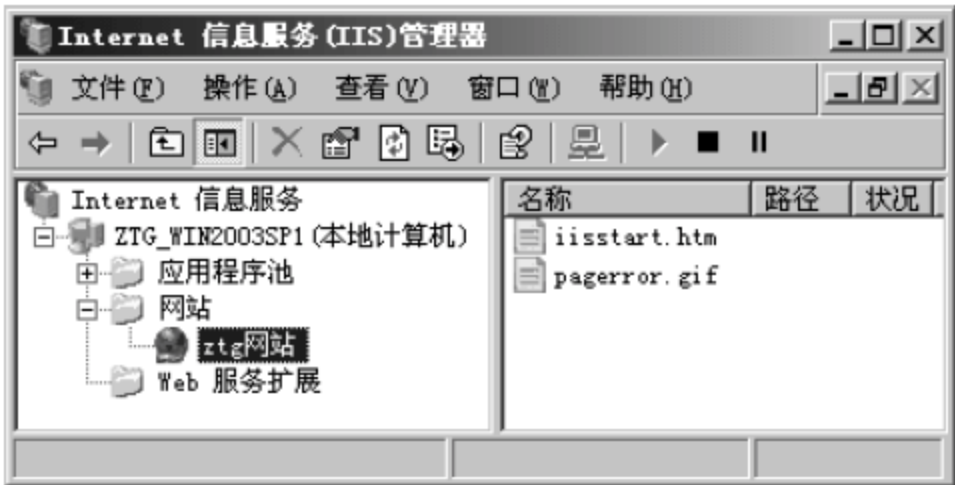 Internet 信息服务(IIS)管理器
文件(F) 操作(A) 查看(V) 窗口(W) 帮助(H)
Internet 信息服务
ZTG_WIN2003SP1(本地计算机)
应用程序池
网站
ztg网站
Web 服务扩展
名称 路径 状况
iisstart.htm
pagerror.gif